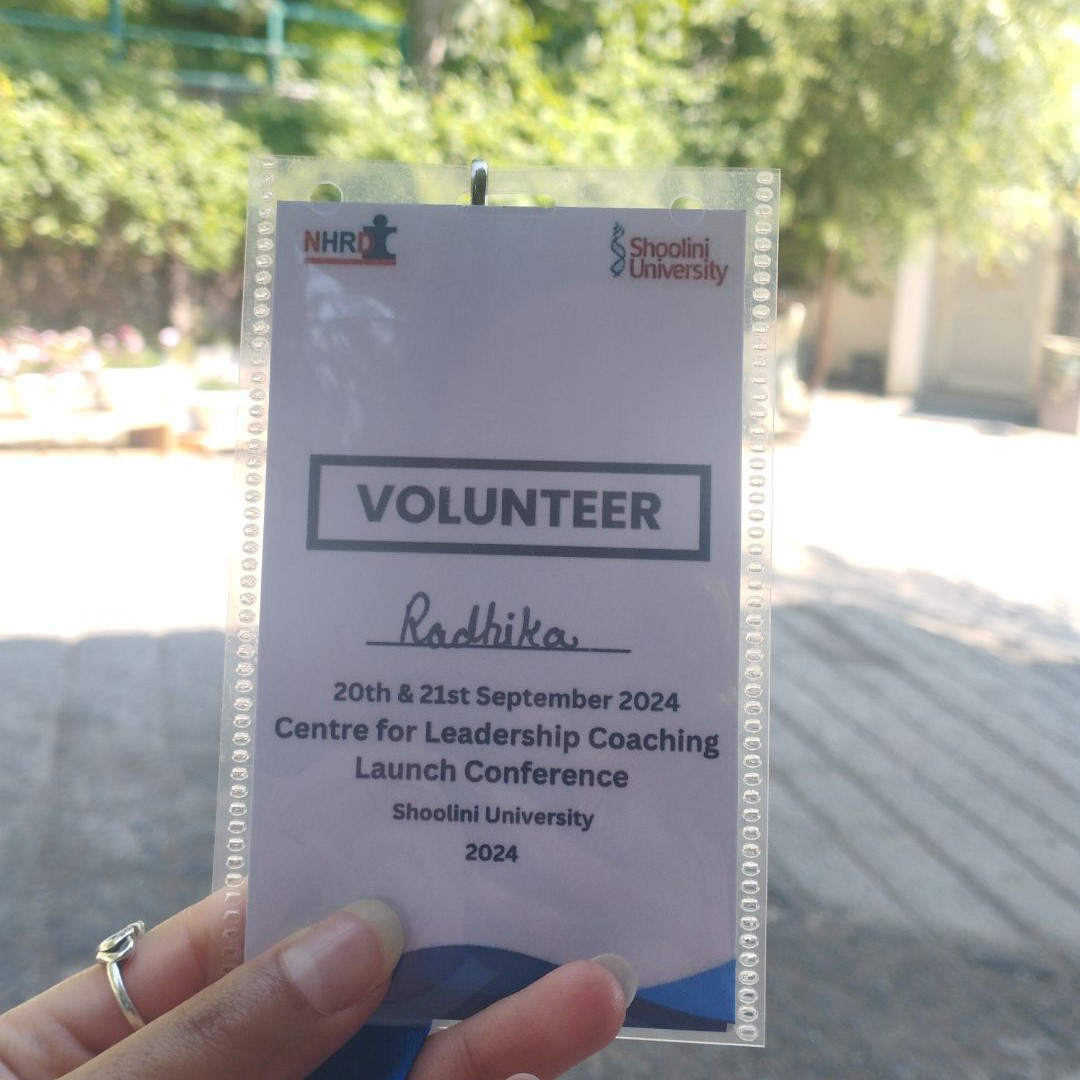 NHRD
Shoolini
University
VOLUNTEER
Radhika
20th & 21st September 2024
Centre for Leadership Coaching
Launch Conference
Shoolini University
2024